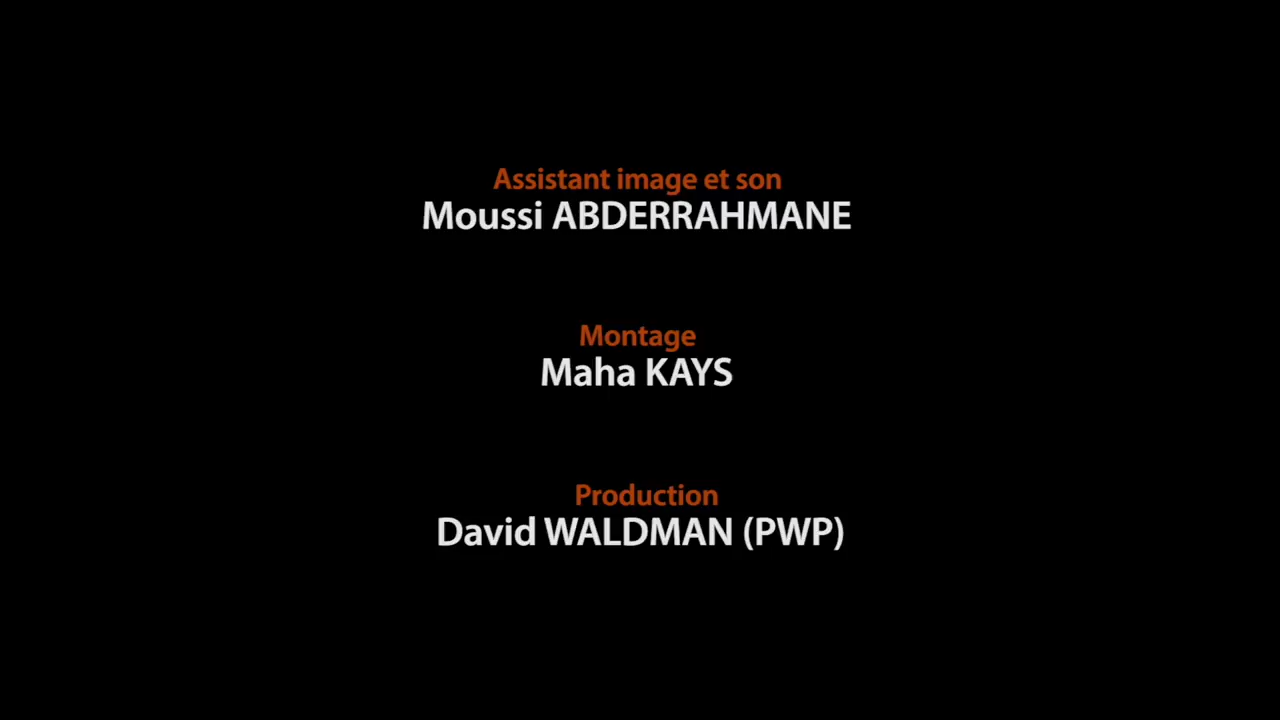 Assistant image et son
Moussi ABDERRAHMANE
Montage
Maha KAYS
Production
David WALDMAN (PWP)